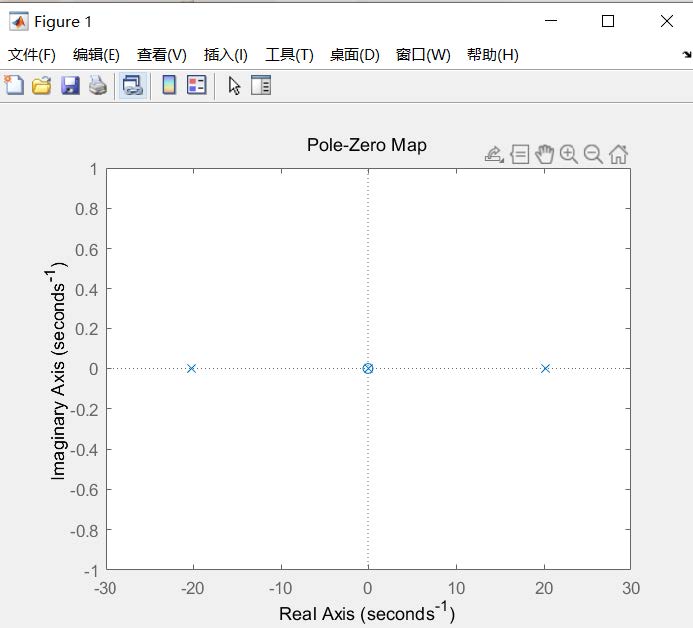 Figure 1
文件(F) 编辑(E) 查看(V) 插入(I) 工具(T) 桌面(D) 窗口(W) 帮助(H)
Pole-Zero Map
1
0.8
0.6
0.4
0.2
0
-0.2
-0.4
-0.6
-0.8
-1
Imaginary Axis (seconds⁻¹)
-30 -20 -10 0 10 20 30
Real Axis (seconds⁻¹)